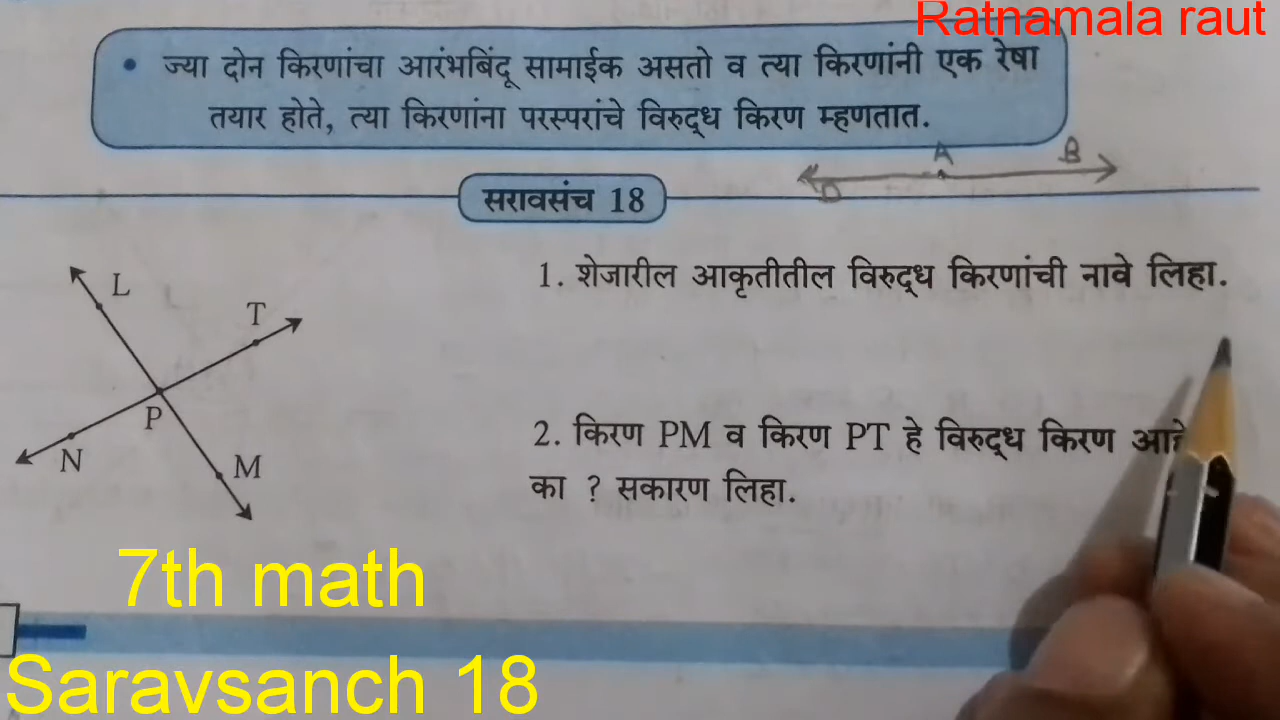 Ratnamala raut
• ज्या दोन किरणांचा आरंभबिंदू सामाईक असतो व त्या किरणांनी एक रेषा
तयार होते, त्या किरणांना परस्परांचे विरुद्ध किरण म्हणतात.
A
B
D
सरावसंच 18
L
T
P
N
M
1. शेजारील आकृतीतील विरुद्ध किरणांची नावे लिहा.
2. किरण PM व किरण PT हे विरुद्ध किरण आहे
का ? सकारण लिहा.
7th math
Saravsanch 18